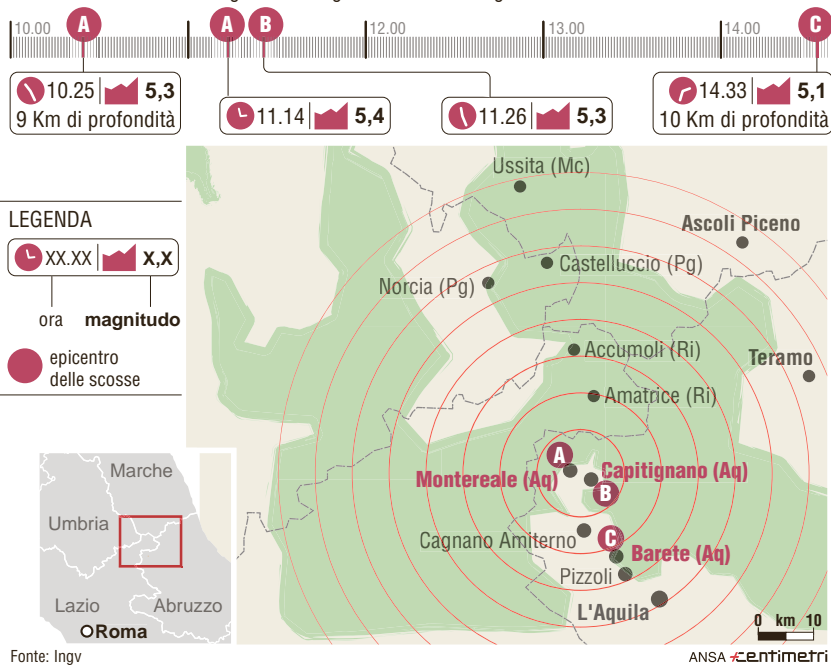 10.00
12.00
13.00
14.00
A
A
B
C
10.25 5,3
9 Km di profondità
11.14 5,4
11.26 5,3
14.33 5,1
10 Km di profondità
LEGENDA
XX.XX X,X
ora magnitudo
epicentro
delle scosse
Ussita (Mc)
Ascoli Piceno
Castelluccio (Pg)
Norcia (Pg)
Accumoli (Ri)
Teramo
Amatrice (Ri)
A
Montereale (Aq)
Capitignano (Aq)
B
Cagnano Amiterno
C
Barete (Aq)
Pizzoli
L'Aquila
0 km 10
Marche
Umbria
Lazio
Abruzzo
Roma
Fonte: Ingv
ANSA centimetri